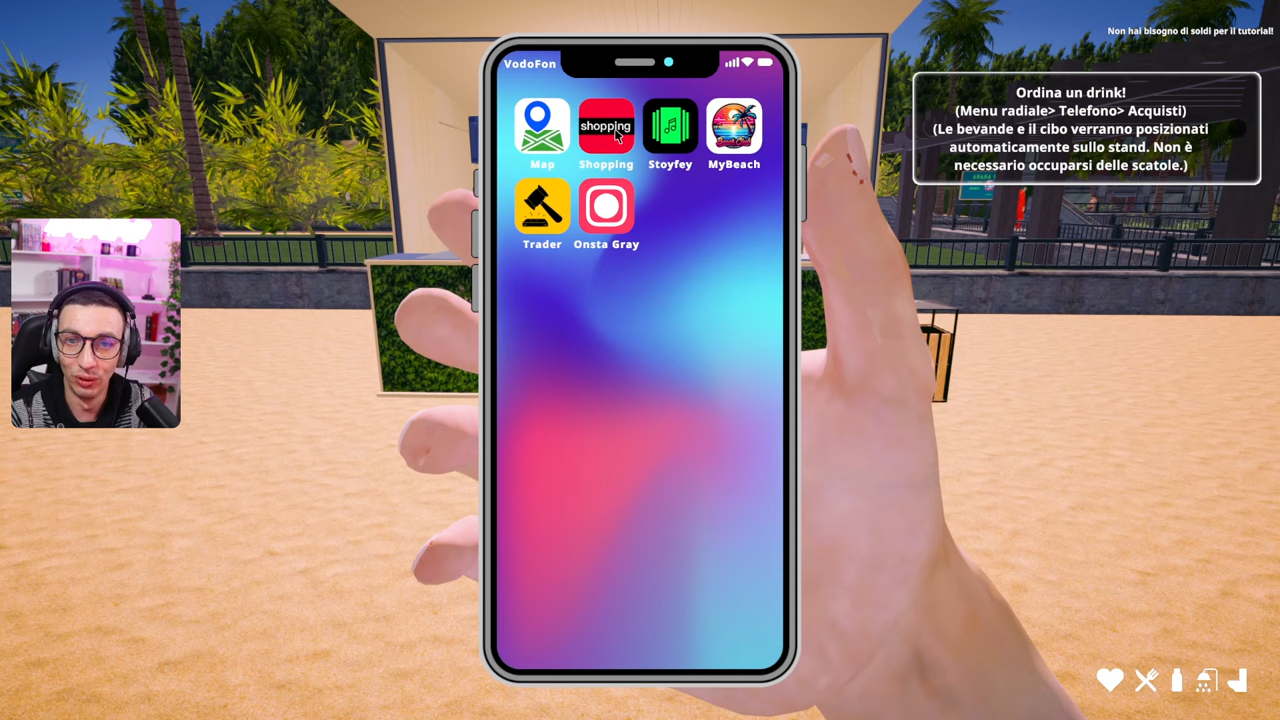 Non hai bisogno di soldi per il tutorial!
VodoFon
Ordina un drink!
(Menu radiale> Telefono> Acquisti)
(Le bevande e il cibo verranno posizionati
automaticamente sullo stand. Non è
necessario occuparsi delle scatole.)
shopping
Map
Shopping
Stoyfey
MyBeach
Trader
Onsta Gray